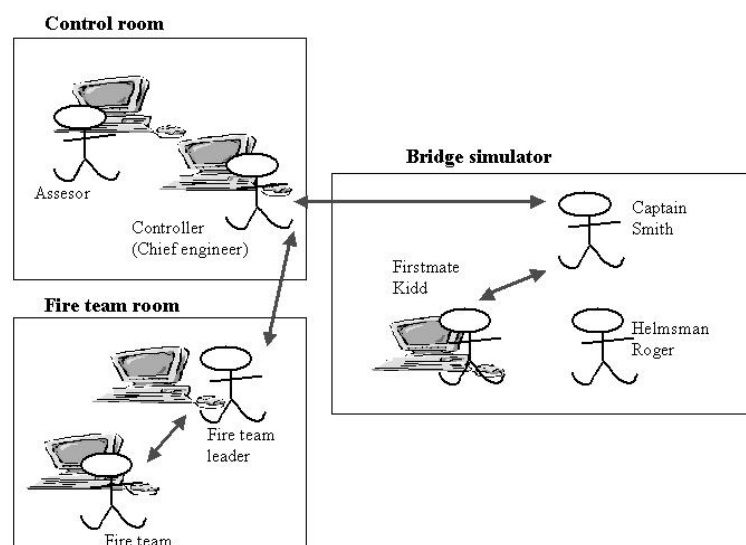 Control room
Assesor
Controller
(Chief engineer)
Bridge simulator
Captain
Smith
Firstmate
Kidd
Helmsman
Roger
Fire team room
Fire team
leader
Fire team